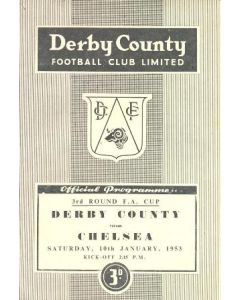 Derby County
FOOTBALL CLUB LIMITED
D C
F
Official Programme
3rd ROUND F.A. CUP
DERBY COUNTY
versus
CHELSEA
SATURDAY, 10th JANUARY, 1953
KICK-OFF 2.15 P.M.
3D